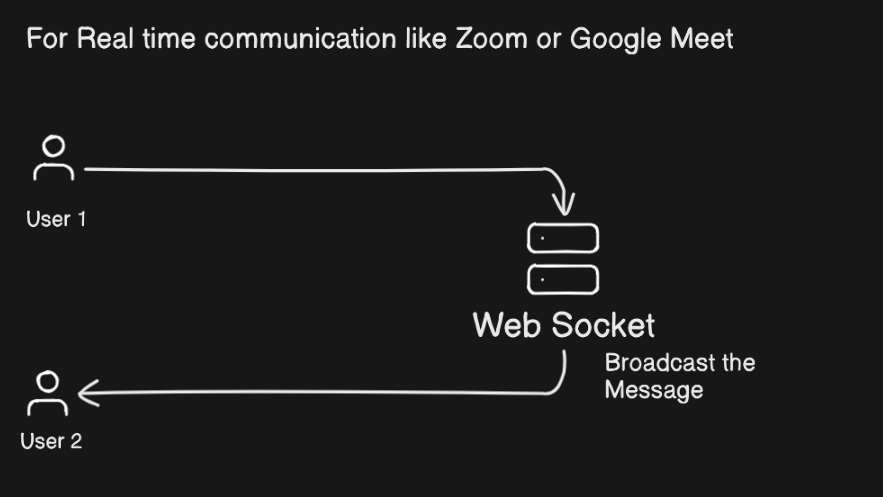 For Real time communication like Zoom or Google Meet
User 1
Web Socket
Broadcast the
Message
User 2